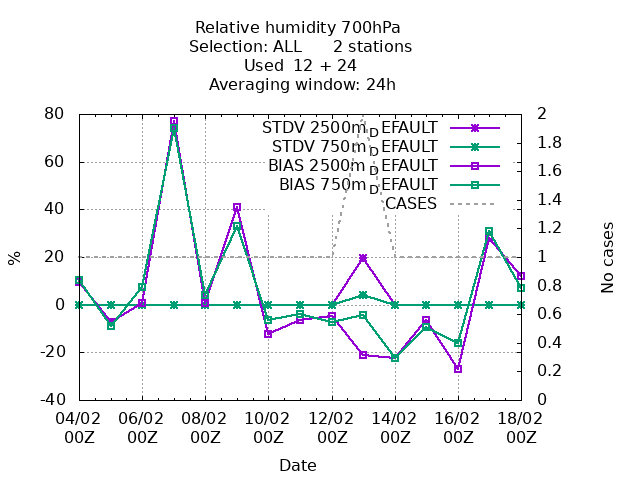 Relative humidity 700hPa
Selection: ALL 2 stations
Used 12 + 24
Averaging window: 24h
STDV 2500m_DEFAULT
STDV 750m_DEFAULT
BIAS 2500m_DEFAULT
BIAS 750m_DEFAULT
CASES
80
60
40
20
0
-20
-40
%
2
1.8
1.6
1.4
1.2
1
0.8
0.6
0.4
0.2
0
No cases
04/02 06/02 08/02 10/02 12/02 14/02 16/02 18/02
00Z 00Z 00Z 00Z 00Z 00Z 00Z 00Z
Date